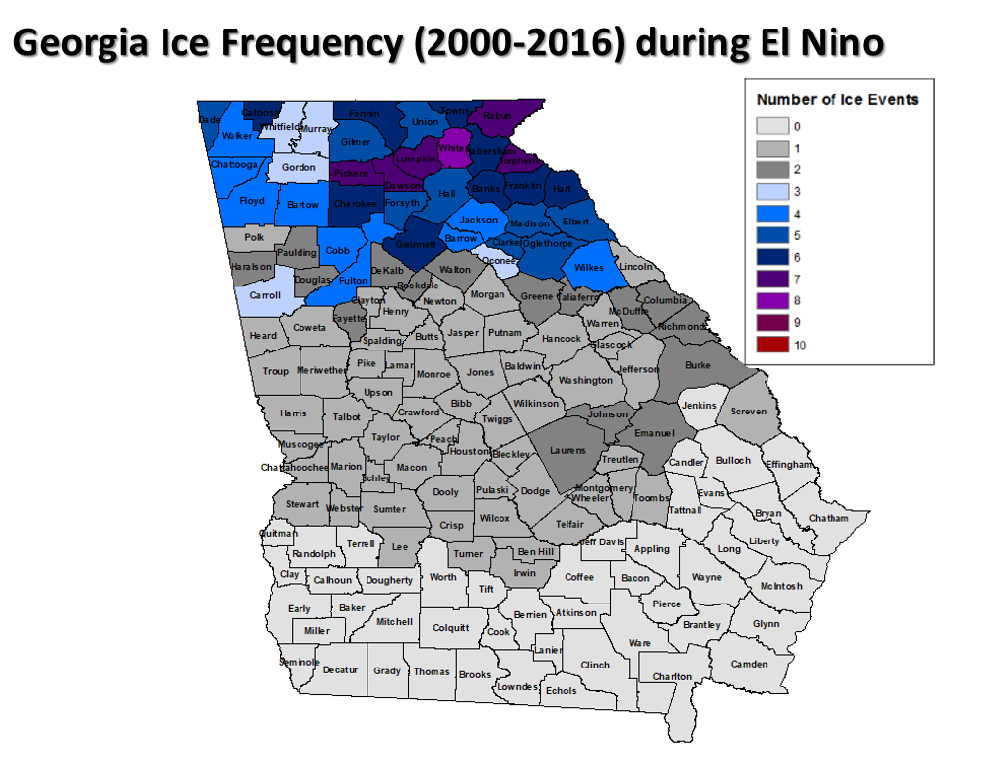 Georgia Ice Frequency (2000-2016) during El Nino
Number of Ice Events
0
1
2
3
4
5
6
7
8
9
10
Dade
Catoosa
Whitfield
Murray
Fannin
Union
Towns
Rabun
Walker
Gilmer
White
Habersham
Stephens
Chattooga
Gordon
Pickens
Lumpkin
Dawson
Floyd
Bartow
Cherokee
Forsyth
Hall
Banks
Franklin
Hart
Jackson
Madison
Elbert
Polk
Paulding
Cobb
Gwinnett
Barrow
Clarke
Oglethorpe
Oconee
Haralson
Douglas
Fulton
DeKalb
Walton
Wilkes
Lincoln
Carroll
Clayton
Rockdale
Newton
Morgan
Greene
Taliaferro
McDuffie
Columbia
Richmond
Heard
Coweta
Fayette
Henry
Spalding
Butts
Jasper
Putnam
Hancock
Warren
Glascock
Troup
Meriwether
Pike
Lamar
Monroe
Jones
Baldwin
Washington
Jefferson
Burke
Upson
Harris
Talbot
Crawford
Bibb
Twiggs
Wilkinson
Johnson
Jenkins
Screven
Emanuel
Muscogee
Taylor
Peach
Houston
Bleckley
Laurens
Treutlen
Candler
Bulloch
Effingham
Chattahoochee
Marion
Schley
Macon
Dooly
Pulaski
Dodge
Montgomery
Wheeler
Toombs
Tattnall
Evans
Bryan
Chatham
Stewart
Webster
Sumter
Crisp
Wilcox
Telfair
Quitman
Randolph
Terrell
Lee
Turner
Ben Hill
Irwin
Jeff Davis
Appling
Long
Liberty
Clay
Calhoun
Dougherty
Worth
Tift
Coffee
Bacon
Wayne
McIntosh
Early
Baker
Mitchell
Miller
Colquitt
Cook
Berrien
Atkinson
Pierce
Brantley
Glynn
Ware
Lanier
Seminole
Decatur
Grady
Thomas
Brooks
Lowndes
Echols
Clinch
Charlton
Camden